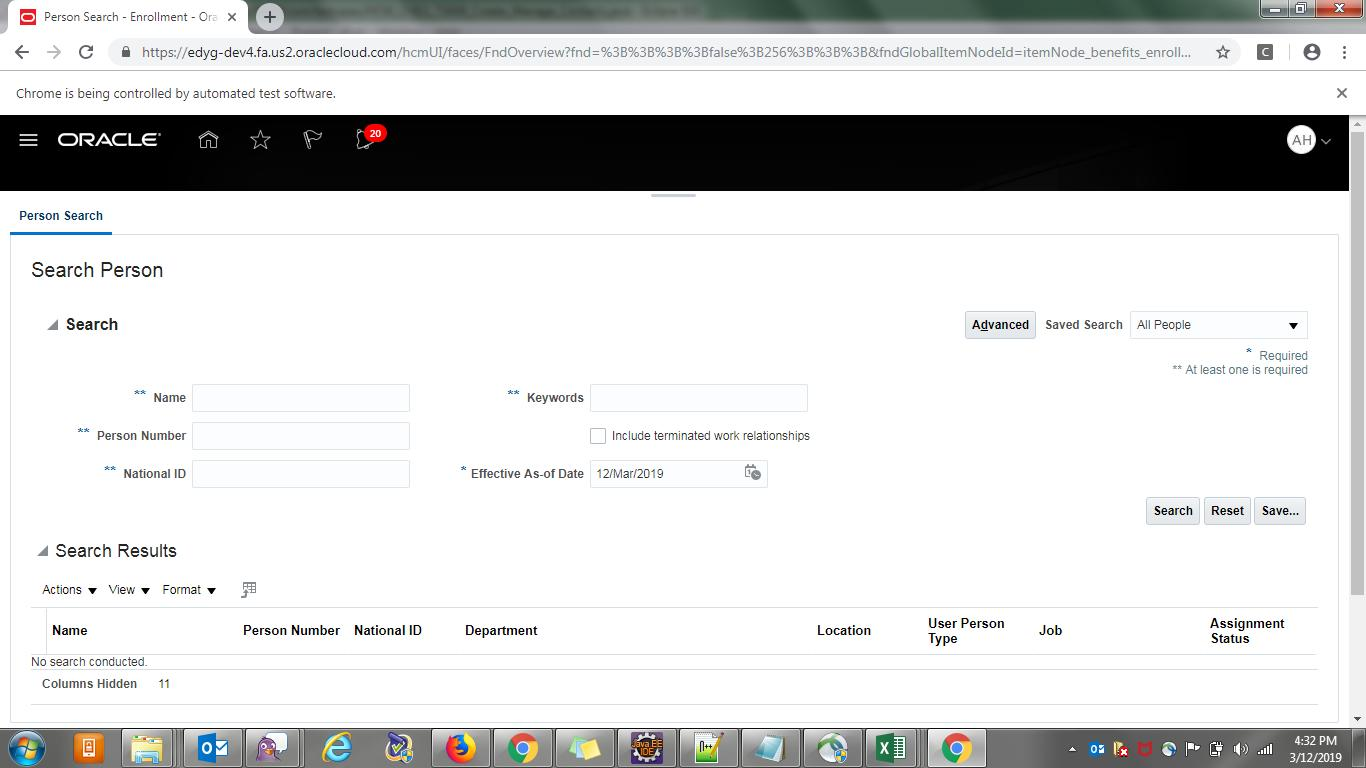 Person Search - Enrollment - Ora
https://edyg-dev4.fa.us2.oraclecloud.com/hcmUI/faces/FndOverview?fnd=%3B%3B%3B%3Bfalse%3B256%3B%3B%3B&fndGlobalItemNodeId=itemNode_benefits_enroll...
C
Chrome is being controlled by automated test software.
ORACLE
20
AH
Person Search
Search Person
Search
Advanced Saved Search All People
* Required
** At least one is required
** Name
** Keywords
** Person Number
Include terminated work relationships
** National ID
* Effective As-of Date 12/Mar/2019
Search Reset Save...
Search Results
Actions View Format
Name Person Number National ID Department Location User Person Type Job Assignment Status
No search conducted.
Columns Hidden 11
Java EE
IDE
4:32 PM
3/12/2019